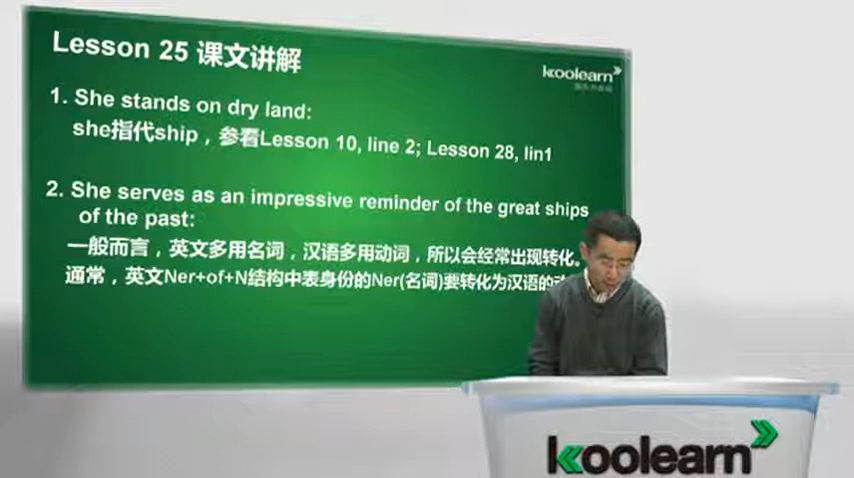 Lesson 25 课文讲解
koolearn
1. She stands on dry land:
she指代ship，参看Lesson 10, line 2; Lesson 28, lin1
2. She serves as an impressive reminder of the great ships
of the past:
一般而言，英文多用名词，汉语多用动词，所以会经常出现转化。
通常，英文Ner+of+N结构中表身份的Ner(名词)要转化为汉语的
koolearn